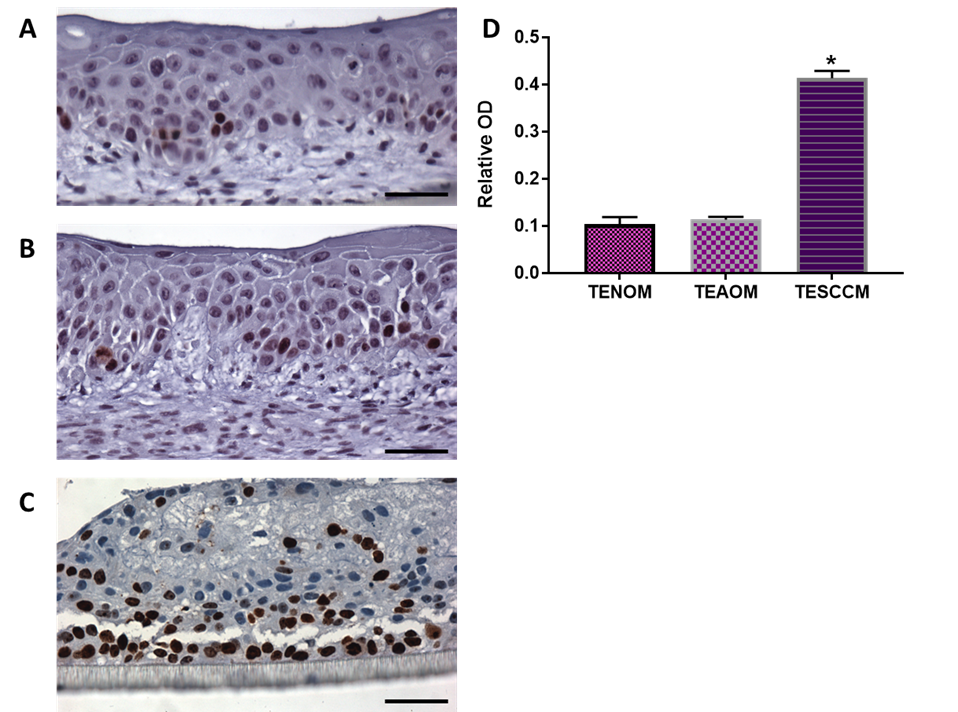 A
B
C
D
Relative OD
0.5
0.4
0.3
0.2
0.1
0.0
*
TENOM TEAOM TESCCM